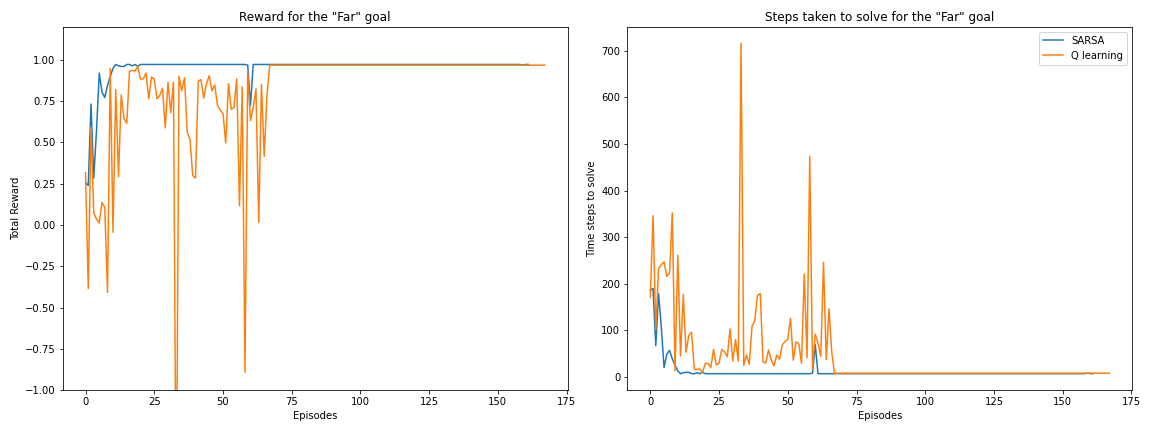 Reward for the "Far" goal
Total Reward
1.00
0.75
0.50
0.25
0.00
−0.25
−0.50
−0.75
−1.00
0 25 50 75 100 125 150 175
Episodes
Steps taken to solve for the "Far" goal
SARSA
Q learning
Time steps to solve
700
600
500
400
300
200
100
0
0 25 50 75 100 125 150 175
Episodes